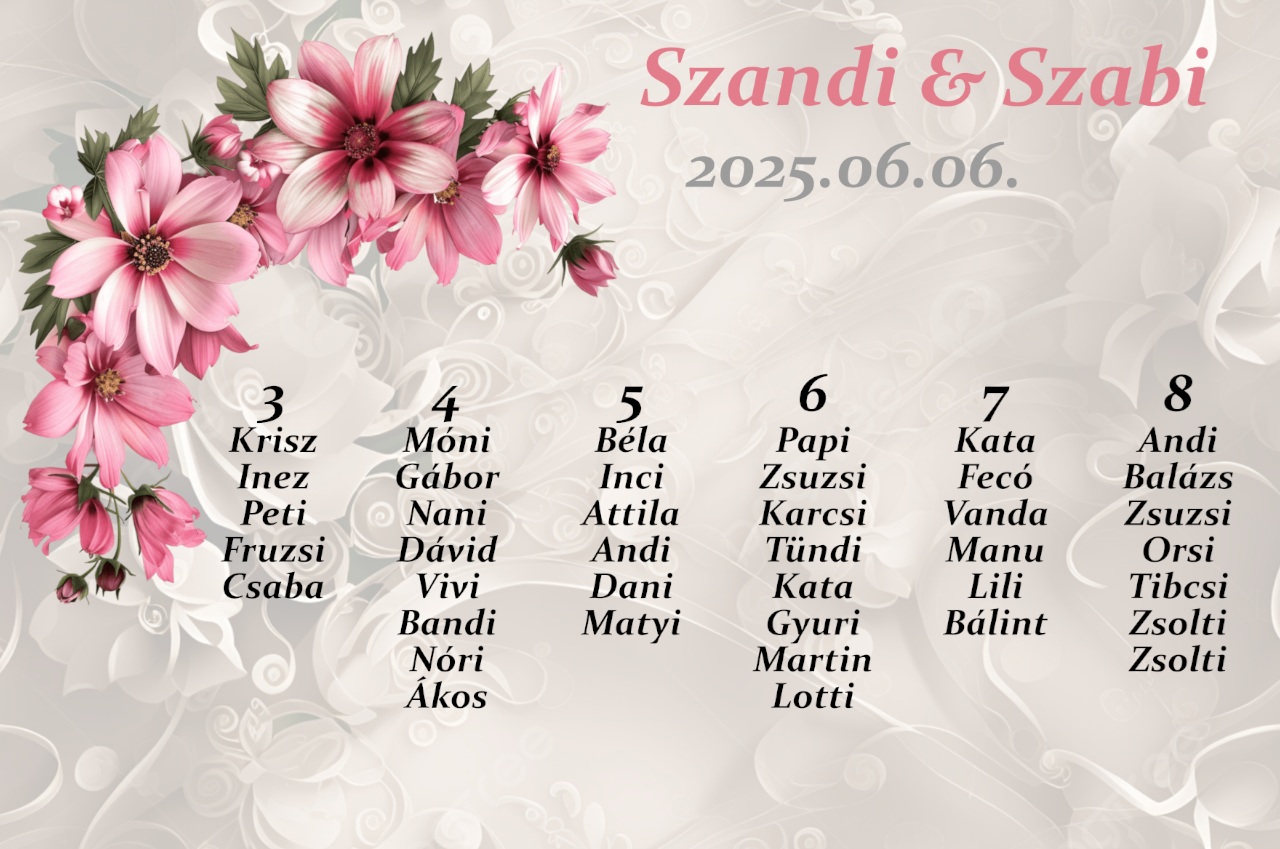 Szandi & Szabi
2025.06.06.
3
Krisz
Inez
Peti
Fruzsi
Csaba
4
Móni
Gábor
Nani
Dávid
Vivi
Bandi
Nóri
Ákos
5
Béla
Inci
Attila
Andi
Dani
Matyi
6
Papi
Zsuzsi
Karcsi
Tündi
Kata
Gyuri
Martin
Lotti
7
Kata
Fecó
Vanda
Manu
Lili
Bálint
8
Andi
Balázs
Zsuzsi
Orsi
Tibcsi
Zsolti
Zsolti